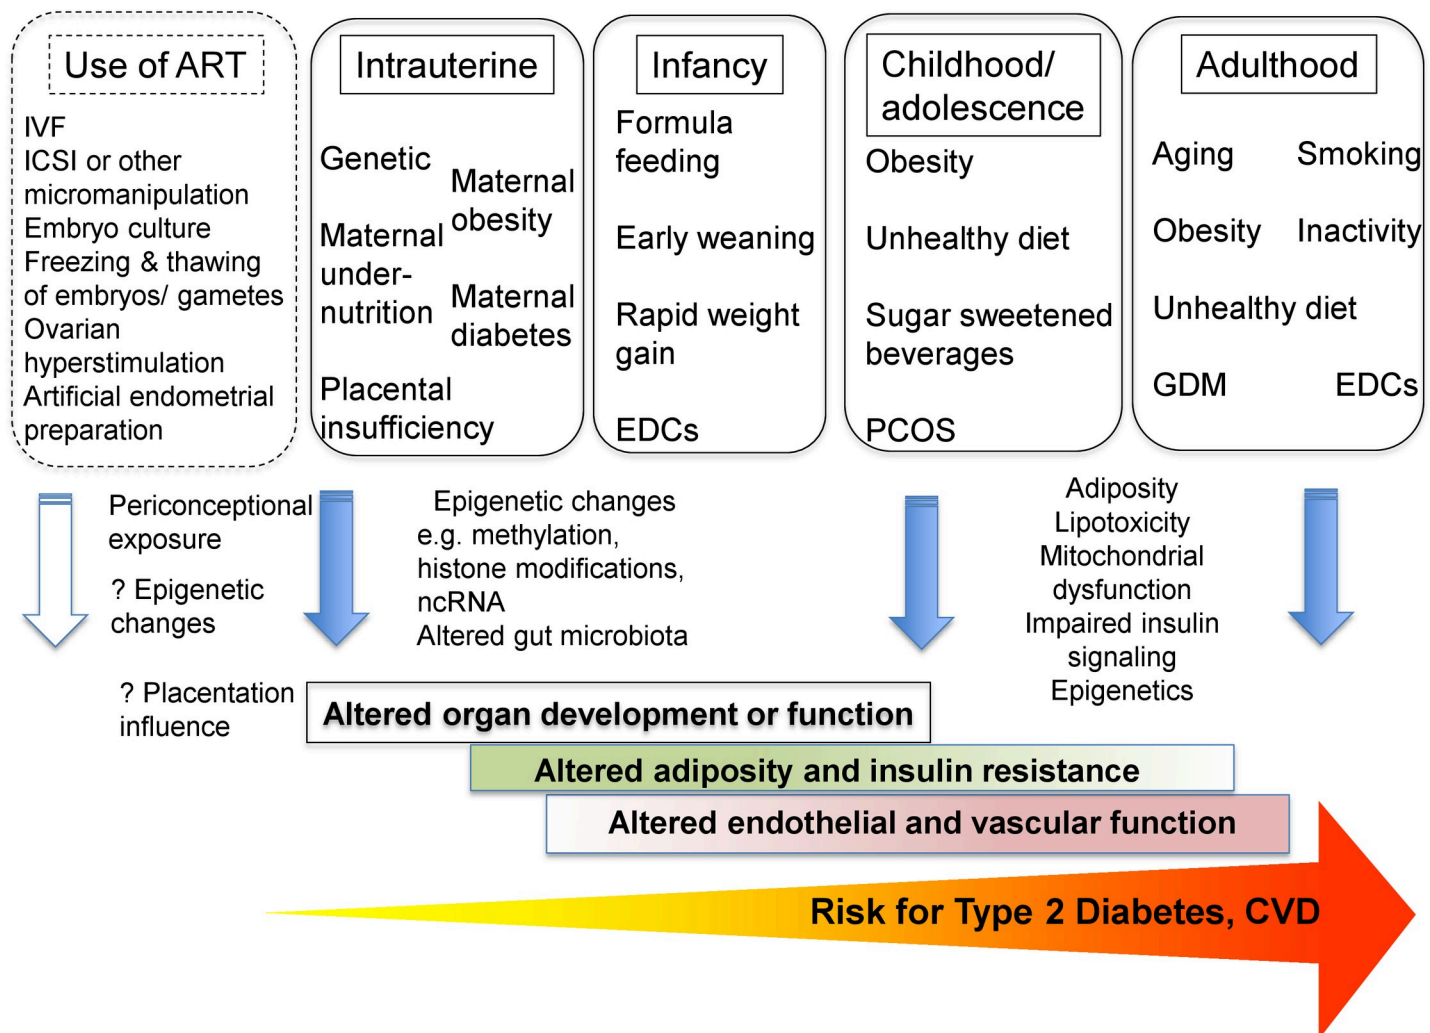 Use of ART
IVF
ICSI or other
micromanipulation
Embryo culture
Freezing & thawing
of embryos/ gametes
Ovarian
hyperstimulation
Artificial endometrial
preparation
Intrauterine
Genetic
Maternal
obesity
Maternal
under-
nutrition
Maternal
diabetes
Placental
insufficiency
Infancy
Formula
feeding
Early weaning
Rapid weight
gain
EDCs
Childhood/
adolescence
Obesity
Unhealthy diet
Sugar sweetened
beverages
PCOS
Adulthood
Aging Smoking
Obesity Inactivity
Unhealthy diet
GDM EDCs
Periconceptional
exposure
? Epigenetic
changes
? Placentation
influence
Epigenetic changes
e.g. methylation,
histone modifications,
ncRNA
Altered gut microbiota
Adiposity
Lipotoxicity
Mitochondrial
dysfunction
Impaired insulin
signaling
Epigenetics
Altered organ development or function
Altered adiposity and insulin resistance
Altered endothelial and vascular function
Risk for Type 2 Diabetes, CVD